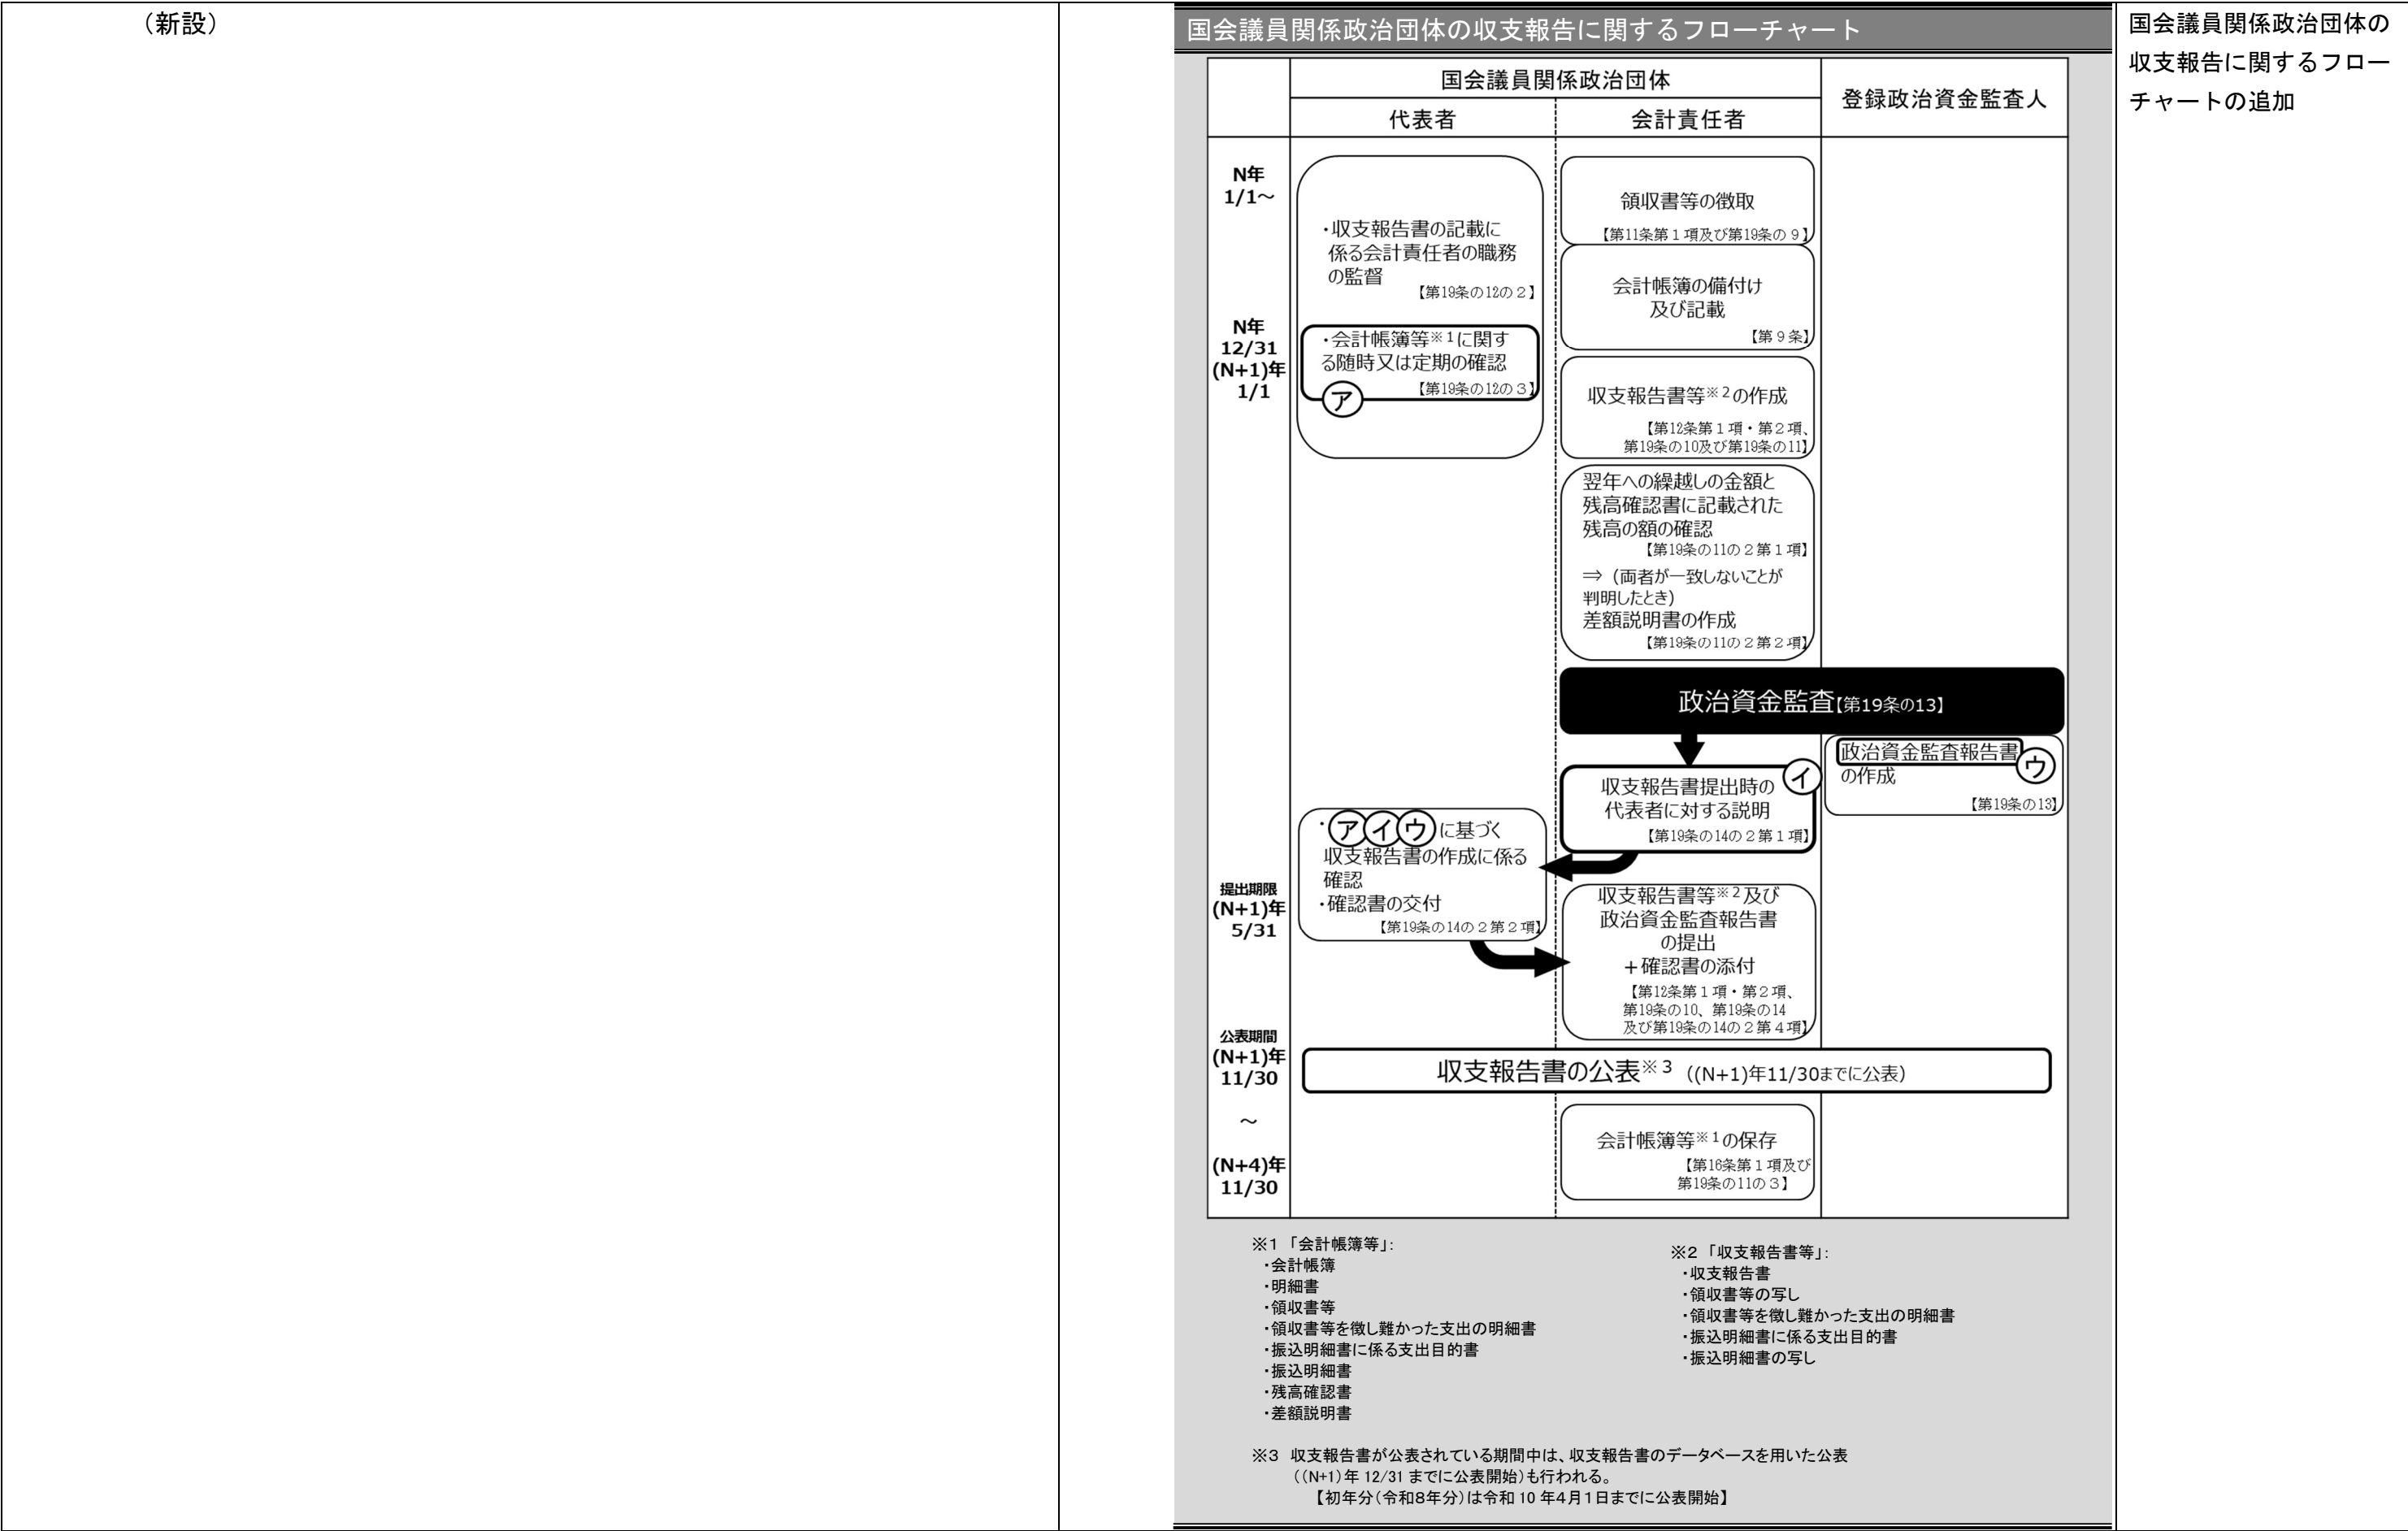 （新設）
国会議員関係政治団体の収支報告に関するフローチャート
国会議員関係政治団体の
収支報告に関するフロー
チャートの追加
国会議員関係政治団体
登録政治資金監査人
代表者
会計責任者
N年
1/1～
・収支報告書の記載に
係る会計責任者の職務
の監督
【第19条の12の２】
領収書等の徴取
【第11条第１項及び第19条の９】
会計帳簿の備付け
及び記載
【第９条】
N年
12/31
(N+1)年
1/1
・会計帳簿等※1に関す
る随時又は定期の確認
【第19条の12の３】
ア
収支報告書等※2の作成
【第12条第１項・第２項、
第19条の10及び第19条の11】
翌年への繰越しの金額と
残高確認書に記載された
残高の額の確認
【第19条の11の２第１項】
⇒（両者が一致しないことが
判明したとき）
差額説明書の作成
【第19条の11の２第２項】
政治資金監査【第19条の13】
政治資金監査報告書
の作成
ウ
【第19条の13】
収支報告書提出時の
代表者に対する説明
イ
【第19条の14の２第１項】
・アイウに基づく
収支報告書の作成に係る
確認
・確認書の交付
【第19条の14の２第２項】
提出期限
(N+1)年
5/31
収支報告書等※2及び
政治資金監査報告書
の提出
＋確認書の添付
【第12条第１項・第２項、
第19条の10、第19条の14
及び第19条の14の２第４項】
公表期間
(N+1)年
11/30
収支報告書の公表※3（(N+1)年11/30までに公表）
～
(N+4)年
11/30
会計帳簿等※1の保存
【第16条第１項及び
第19条の11の３】
※1 「会計帳簿等」：
・会計帳簿
・明細書
・領収書等
・領収書等を徴し難かった支出の明細書
・振込明細書に係る支出目的書
・振込明細書
・残高確認書
・差額説明書
※2 「収支報告書等」：
・収支報告書
・領収書等の写し
・領収書等を徴し難かった支出の明細書
・振込明細書に係る支出目的書
・振込明細書の写し
※3 収支報告書が公表されている期間中は、収支報告書のデータベースを用いた公表
（(N+1)年 12/31 までに公表開始）も行われる。
【初年分（令和８年分）は令和 10 年４月１日までに公表開始】